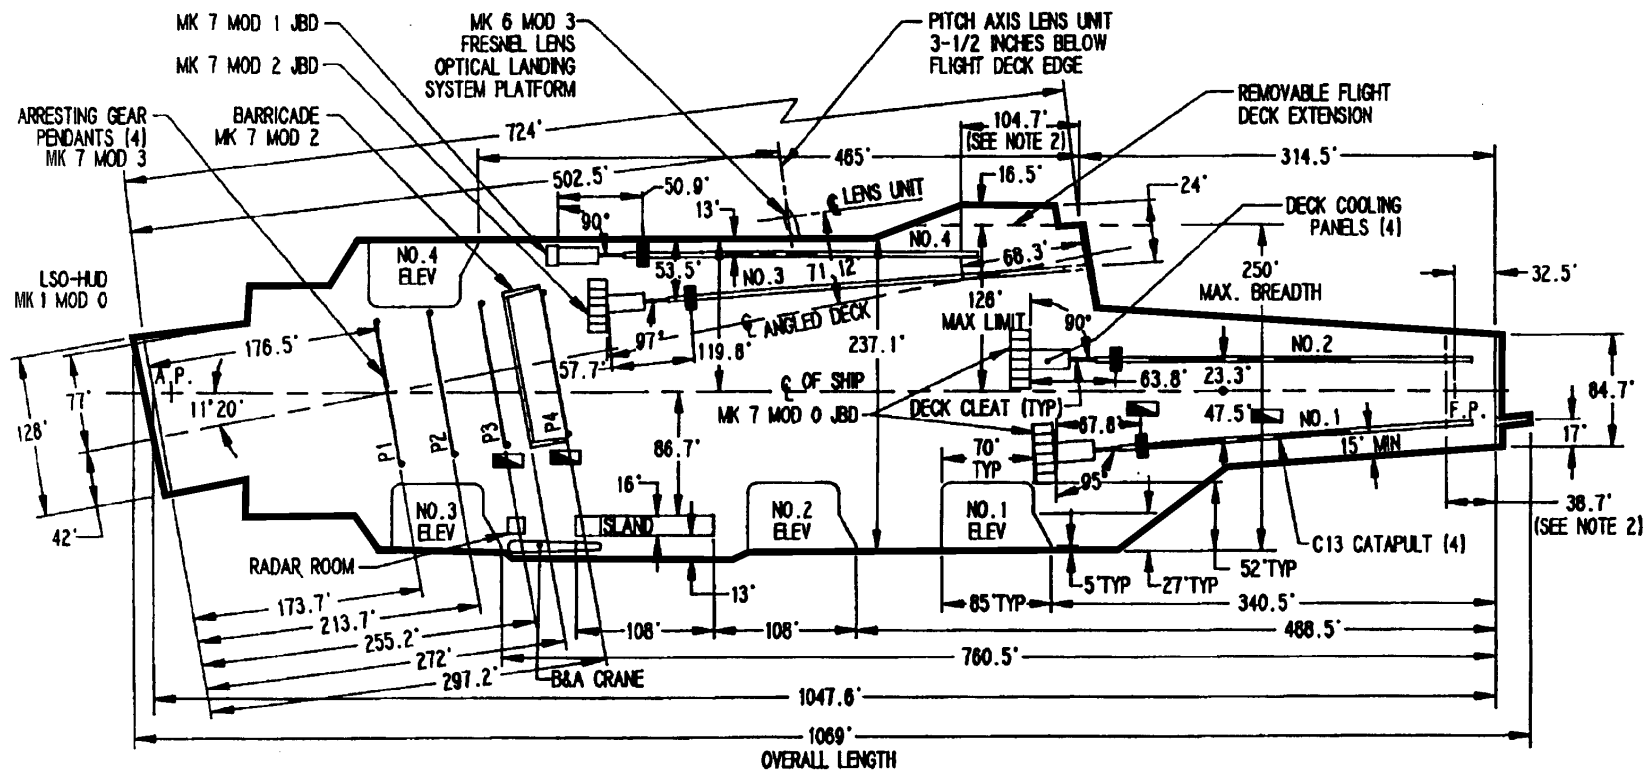 MK 7 MOD 1 JBD
MK 7 MOD 2 JBD
ARRESTING GEAR
PENDANTS (4)
MK 7 MOD 3
BARRICADE
MK 7 MOD 2
MK 6 MOD 3
FRESNEL LENS
OPTICAL LANDING
SYSTEM PLATFORM
PITCH AXIS LENS UNIT
3-1/2 INCHES BELOW
FLIGHT DECK EDGE
REMOVABLE FLIGHT
DECK EXTENSION
104.7'
(SEE NOTE 2)
724'
465'
314.5'
502.5'
50.9'
16.5'
24'
90°
13'
℄ LENS UNIT
DECK COOLING
PANELS (4)
NO.4
ELEV
NO.4
LSO-HUD
MK 1 MOD 0
53.5'
NO.3
71.12'
68.3'
250'
MAX. BREADTH
32.5'
126'
MAX LIMIT
90°
℄ ANGLED DECK
97°
119.8'
237.1'
176.5'
57.7'
NO.2
A.P.
℄ OF SHIP
63.8'
23.3'
84.7'
77'
128'
11°20'
MK 7 MOD 0 JBD
DECK CLEAT (TYP)
47.5'
F.P.
P1
P2
P3
P4
86.7'
67.8'
NO.1
17'
15' MIN
70'
TYP
95°
42'
16'
NO.3
ELEV
ISLAND
NO.2
ELEV
NO.1
ELEV
38.7'
(SEE NOTE 2)
C13 CATAPULT (4)
RADAR ROOM
52'TYP
13'
5'TYP
27'TYP
173.7'
85'TYP
340.5'
213.7'
108'
108'
488.5'
255.2'
272'
760.5'
297.2'
B&A CRANE
1047.6'
1069'
OVERALL LENGTH